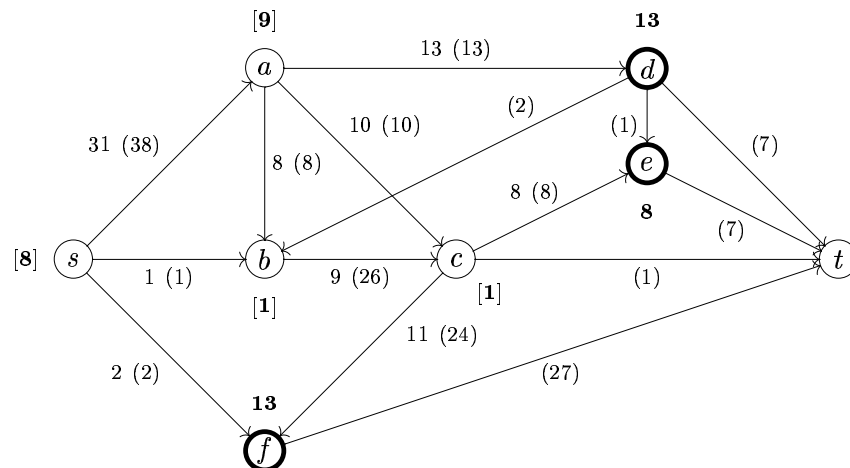 [9]
13
a
13 (13)
d
31 (38)
10 (10)
(2)
(1)
(7)
8 (8)
e
8 (8)
8
(7)
[8]
s
1 (1)
b
9 (26)
c
(1)
t
[1]
[1]
2 (2)
11 (24)
(27)
13
f